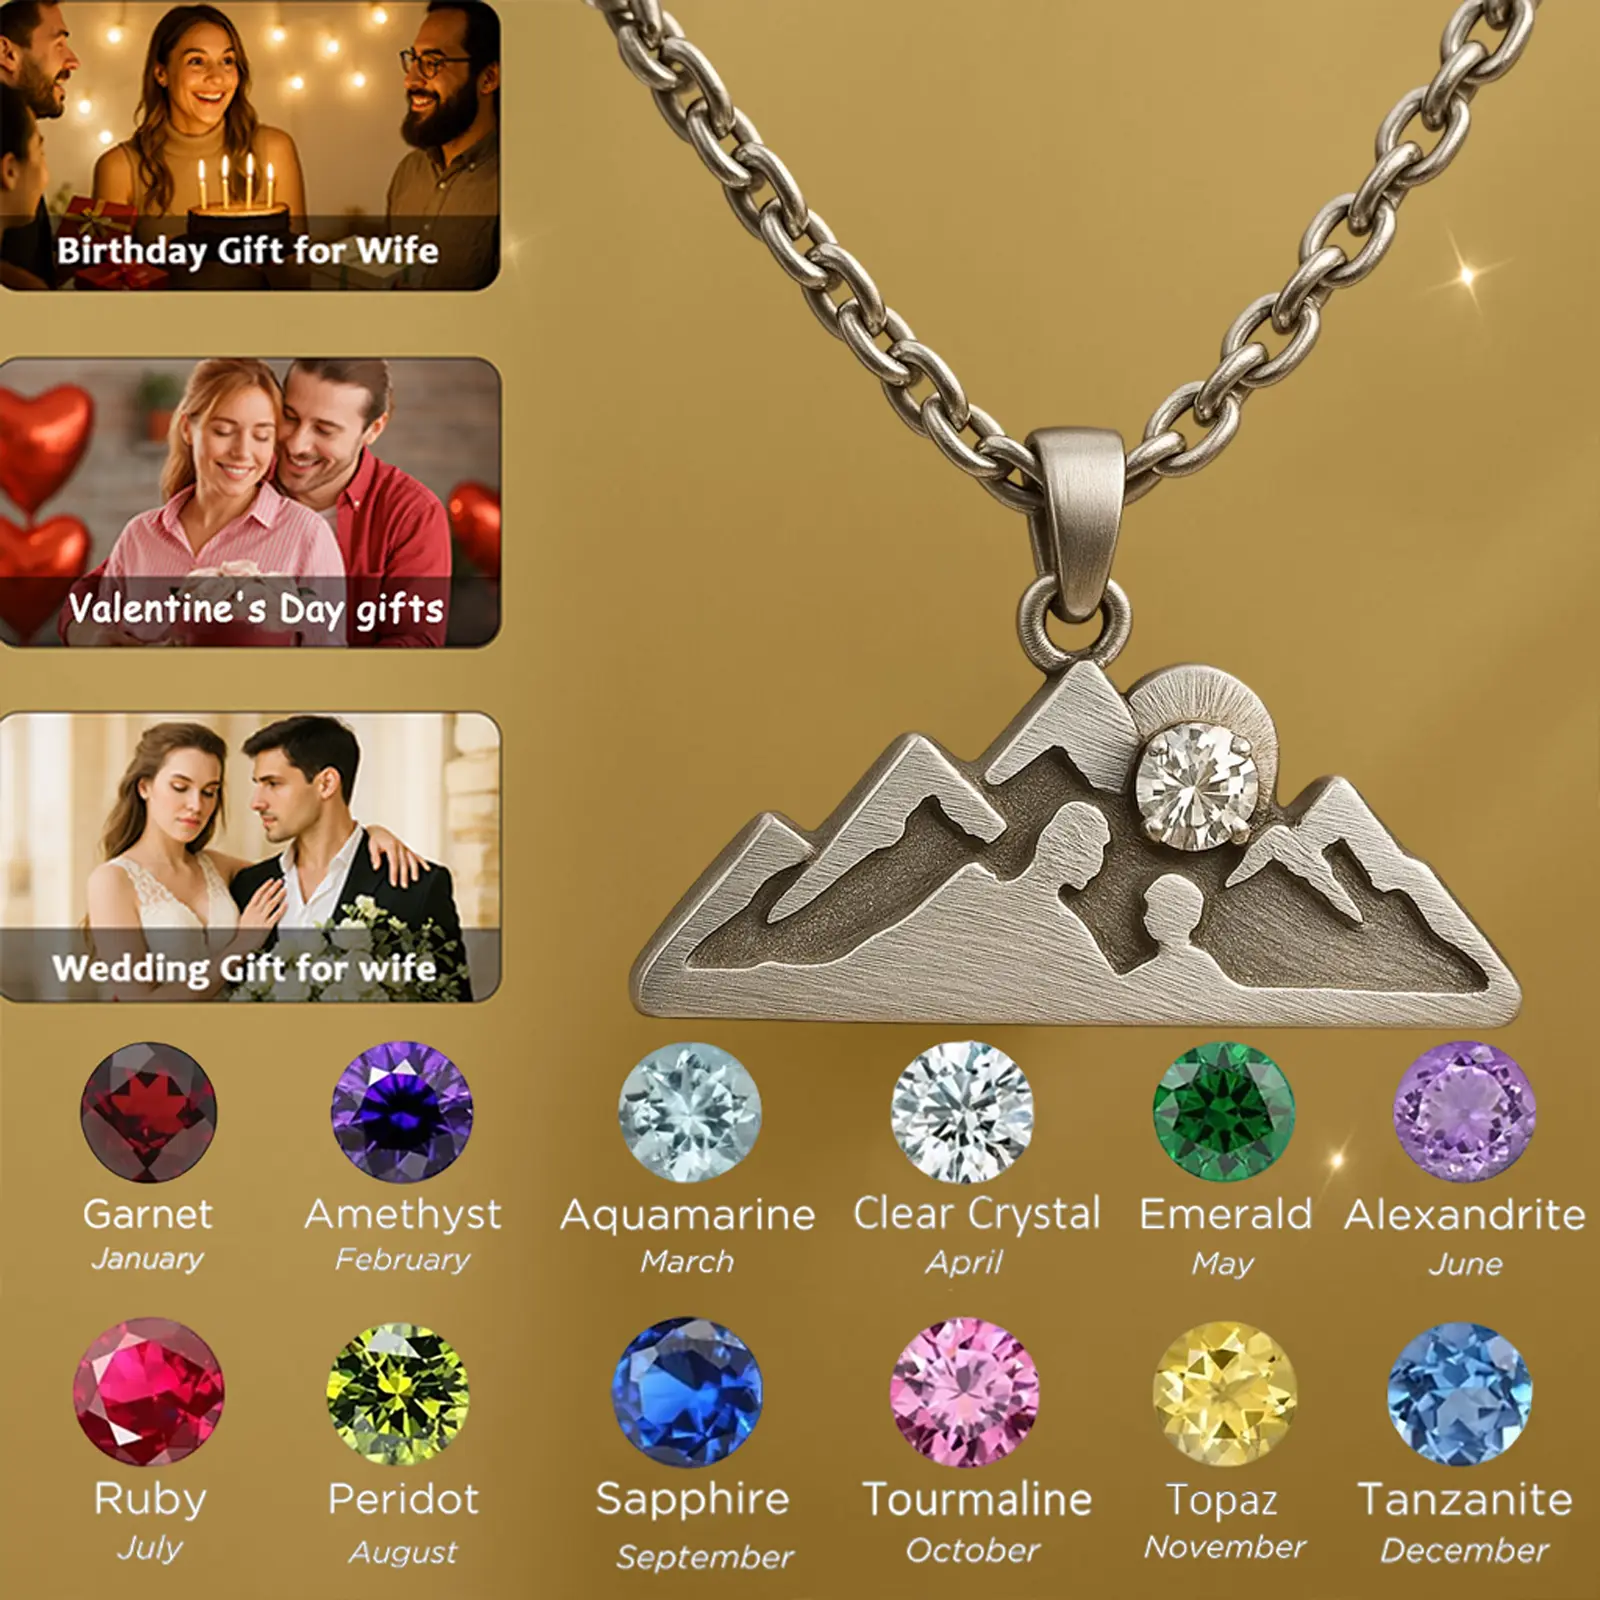 Birthday Gift for Wife
Valentine's Day gifts
Wedding Gift for wife
Garnet
January
Amethyst
February
Aquamarine
March
Clear Crystal
April
Emerald
May
Alexandrite
June
Ruby
July
Peridot
August
Sapphire
September
Tourmaline
October
Topaz
November
Tanzanite
December